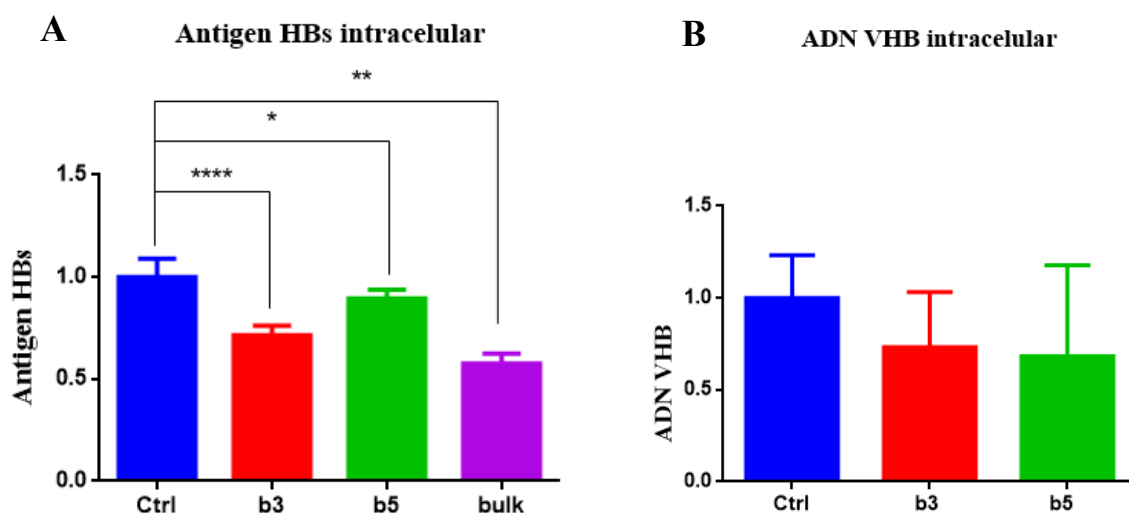 A
Antigen HBs intracelular
**
*
****
Antigen HBs
1.5
1.0
0.5
0.0
Ctrl
b3
b5
bulk
B
ADN VHB intracelular
ADN VHB
1.5
1.0
0.5
0.0
Ctrl
b3
b5